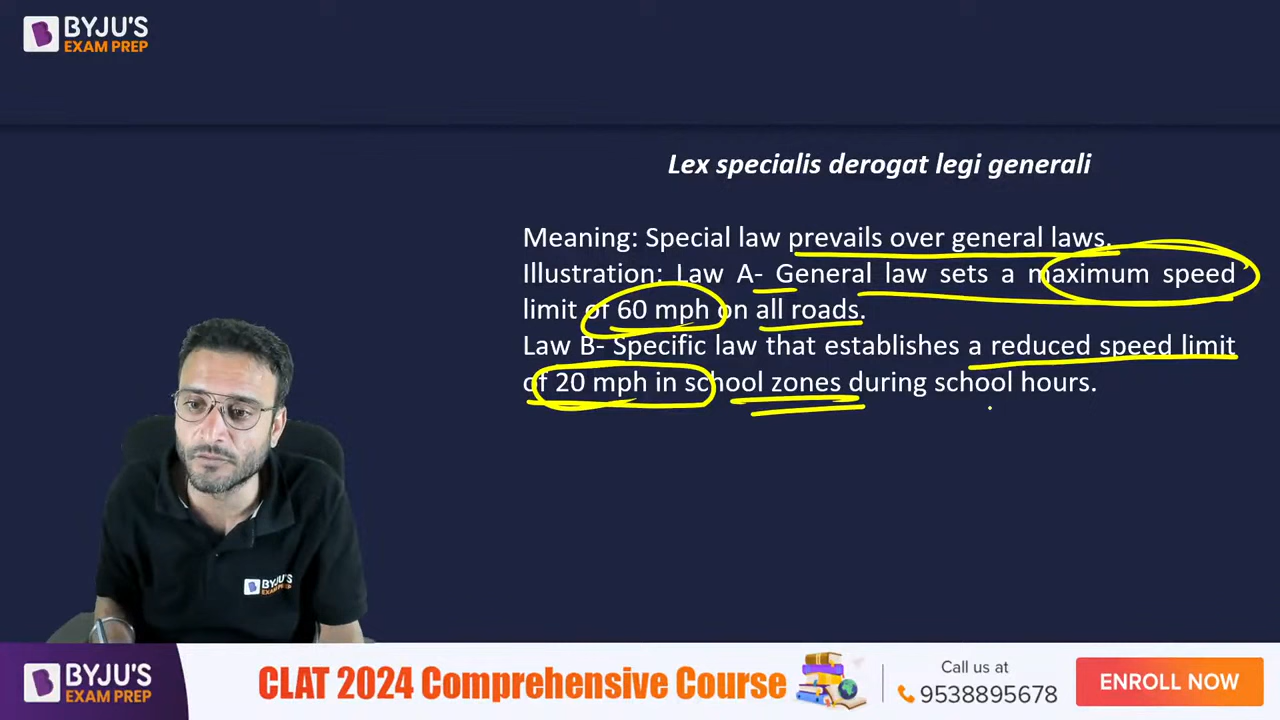 BYJU'S
EXAM PREP
Lex specialis derogat legi generali
Meaning: Special law prevails over general laws.
Illustration: Law A- General law sets a maximum speed
limit of 60 mph on all roads.
Law B- Specific law that establishes a reduced speed limit
of 20 mph in school zones during school hours.
BYJU'S
EXAM PREP
BYJU'S
EXAM PREP
CLAT 2024 Comprehensive Course
Call us at
9538895678
ENROLL NOW